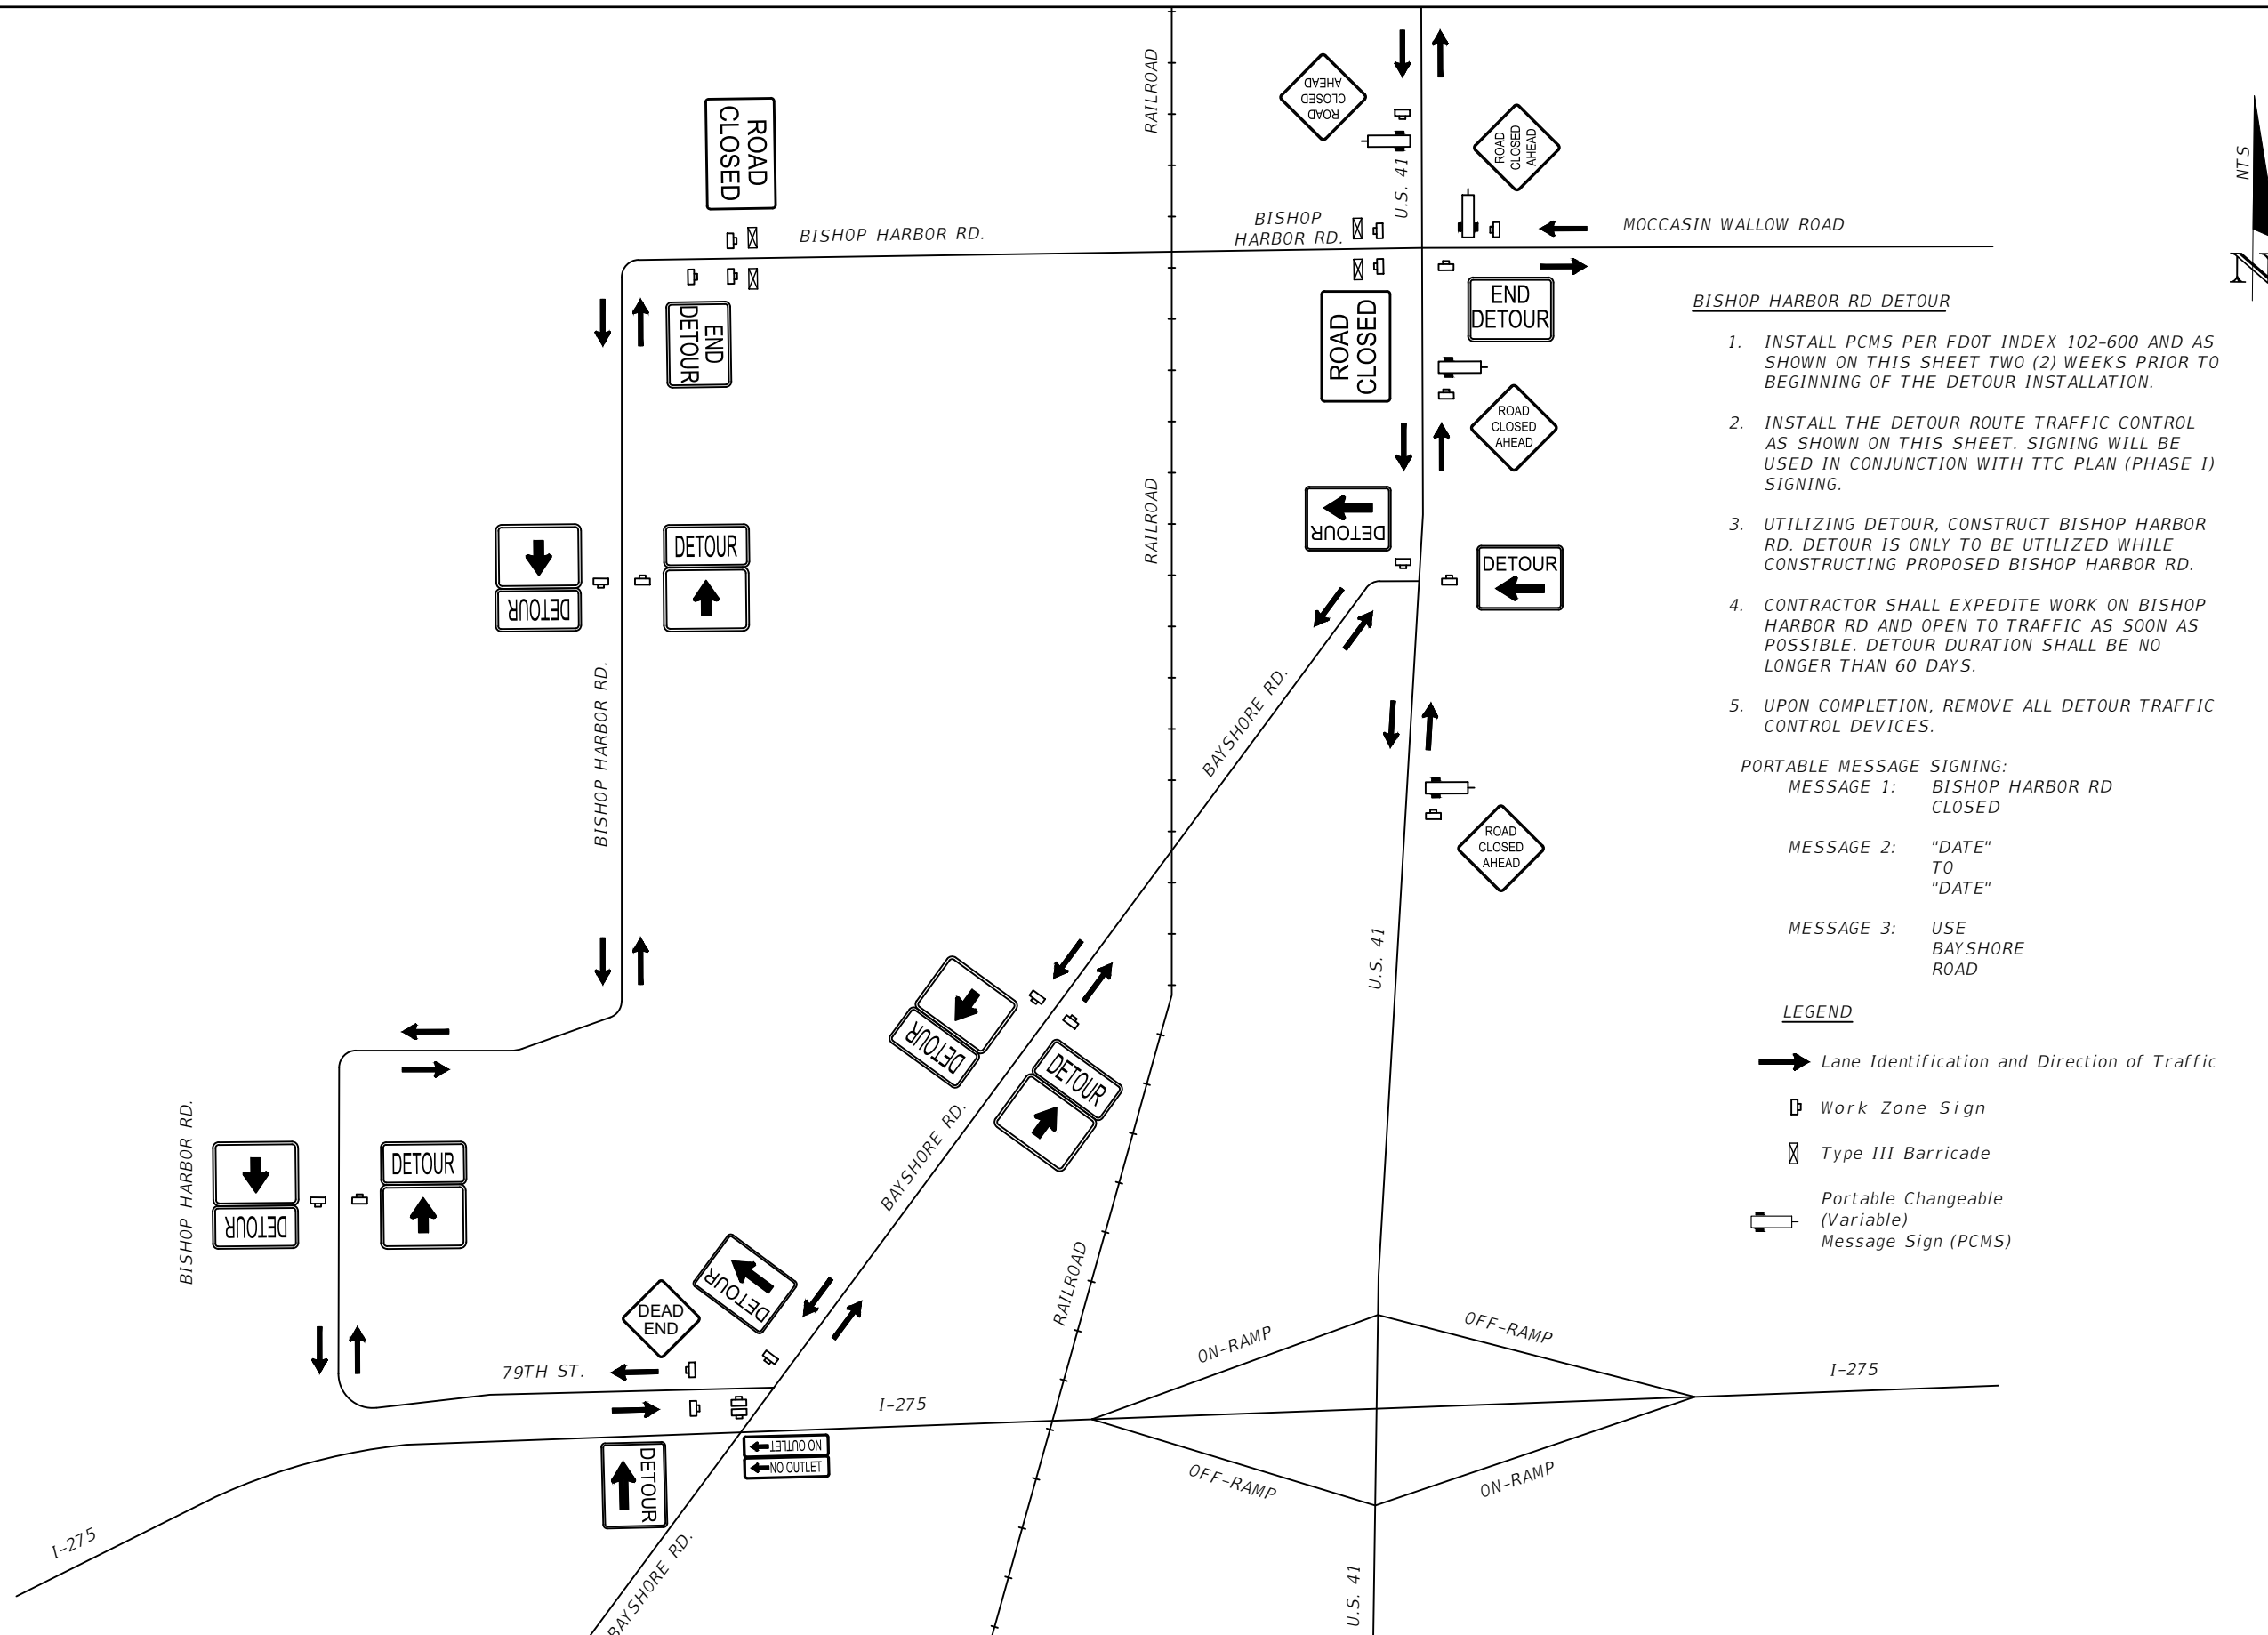 RAILROAD
ROAD
CLOSED
AHEAD
ROAD
CLOSED
AHEAD
ROAD
CLOSED
U.S. 41
NTS
N
BISHOP HARBOR RD.
BISHOP
HARBOR RD.
MOCCASIN WALLOW ROAD
END
DETOUR
END
DETOUR
ROAD
CLOSED
ROAD
CLOSED
AHEAD
RAILROAD
DETOUR
DETOUR
DETOUR
DETOUR
BISHOP HARBOR RD.
BAYSHORE RD.
ROAD
CLOSED
AHEAD
U.S. 41
DETOUR
DETOUR
BISHOP HARBOR RD.
DETOUR
DETOUR
BAYSHORE RD.
DETOUR
DEAD
END
79TH ST.
RAILROAD
ON-RAMP
OFF-RAMP
I-275
I-275
NO OUTLET
NO OUTLET
DETOUR
OFF-RAMP
ON-RAMP
I-275
BAYSHORE RD.
U.S. 41
BISHOP HARBOR RD DETOUR
1. INSTALL PCMS PER FDOT INDEX 102-600 AND AS
SHOWN ON THIS SHEET TWO (2) WEEKS PRIOR TO
BEGINNING OF THE DETOUR INSTALLATION.
2. INSTALL THE DETOUR ROUTE TRAFFIC CONTROL
AS SHOWN ON THIS SHEET. SIGNING WILL BE
USED IN CONJUNCTION WITH TTC PLAN (PHASE I)
SIGNING.
3. UTILIZING DETOUR, CONSTRUCT BISHOP HARBOR
RD. DETOUR IS ONLY TO BE UTILIZED WHILE
CONSTRUCTING PROPOSED BISHOP HARBOR RD.
4. CONTRACTOR SHALL EXPEDITE WORK ON BISHOP
HARBOR RD AND OPEN TO TRAFFIC AS SOON AS
POSSIBLE. DETOUR DURATION SHALL BE NO
LONGER THAN 60 DAYS.
5. UPON COMPLETION, REMOVE ALL DETOUR TRAFFIC
CONTROL DEVICES.
PORTABLE MESSAGE SIGNING:
MESSAGE 1: BISHOP HARBOR RD
CLOSED
MESSAGE 2: "DATE"
TO
"DATE"
MESSAGE 3: USE
BAYSHORE
ROAD
LEGEND
Lane Identification and Direction of Traffic
Work Zone Sign
Type III Barricade
Portable Changeable
(Variable)
Message Sign (PCMS)